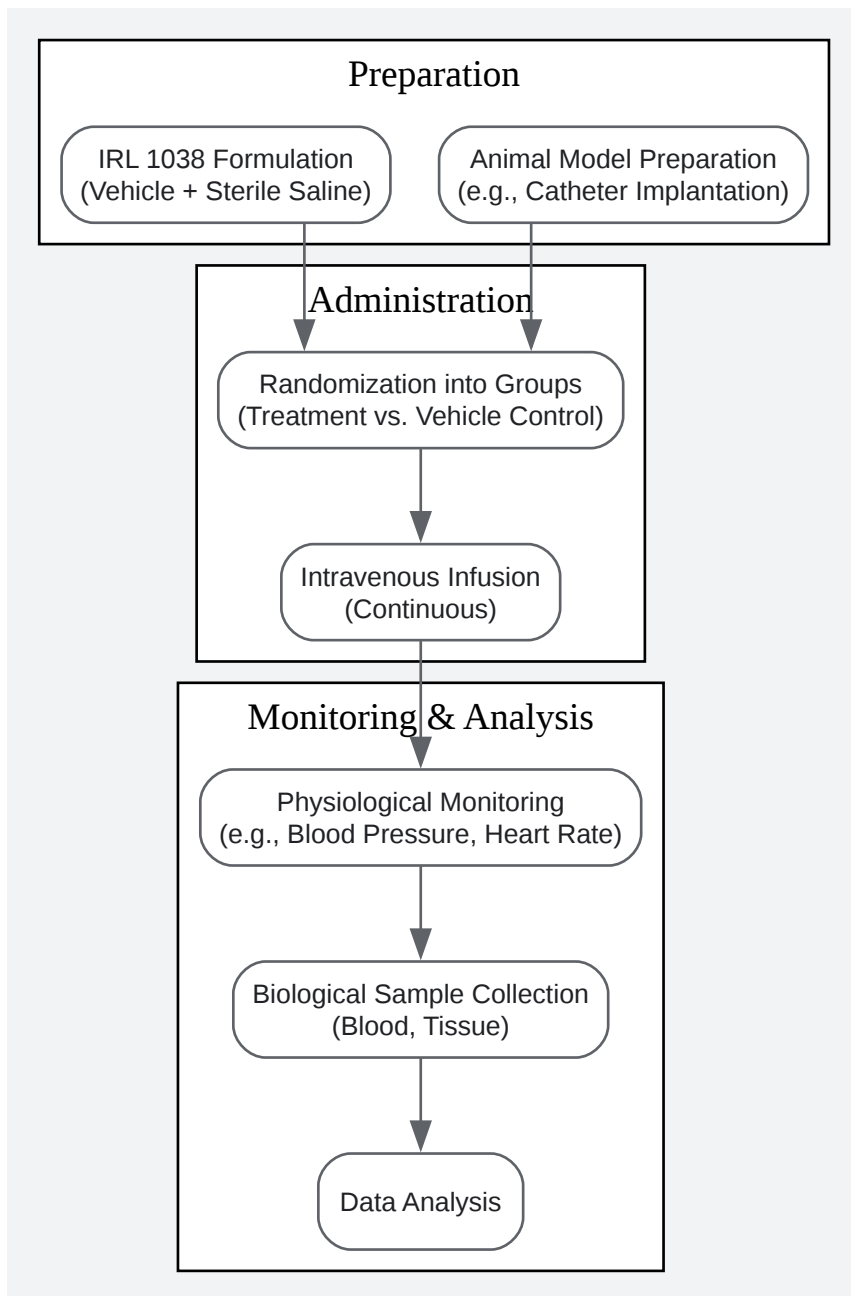 Preparation
IRL 1038 Formulation
(Vehicle + Sterile Saline)
Animal Model Preparation
(e.g., Catheter Implantation)
Administration
Randomization into Groups
(Treatment vs. Vehicle Control)
Intravenous Infusion
(Continuous)
Monitoring & Analysis
Physiological Monitoring
(e.g., Blood Pressure, Heart Rate)
Biological Sample Collection
(Blood, Tissue)
Data Analysis